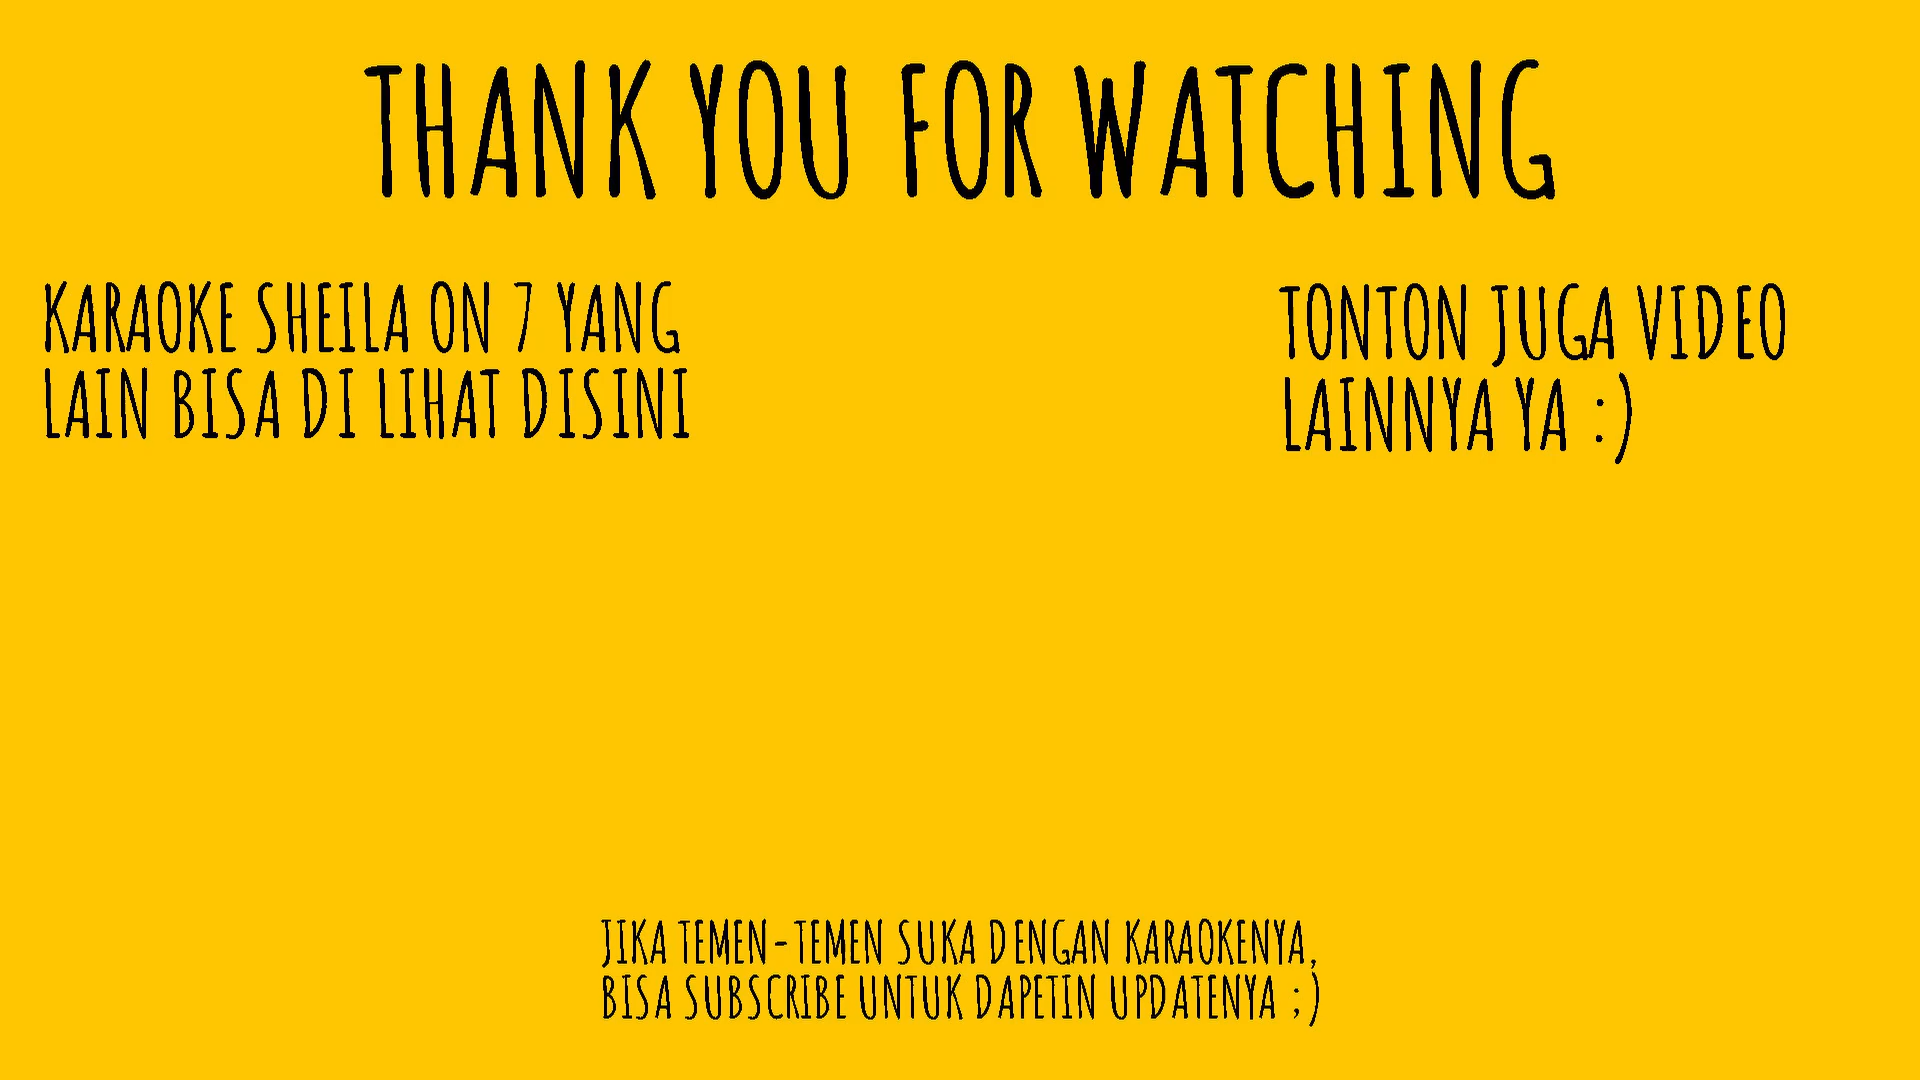 THANK YOU FOR WATCHING
KARAOKE SHEILA ON 7 YANG
LAIN BISA DI LIHAT DISINI
TONTON JUGA VIDEO
LAINNYA YA :)
JIKA TEMEN-TEMEN SUKA DENGAN KARAOKENYA,
BISA SUBSCRIBE UNTUK DAPETIN UPDATENYA ;)